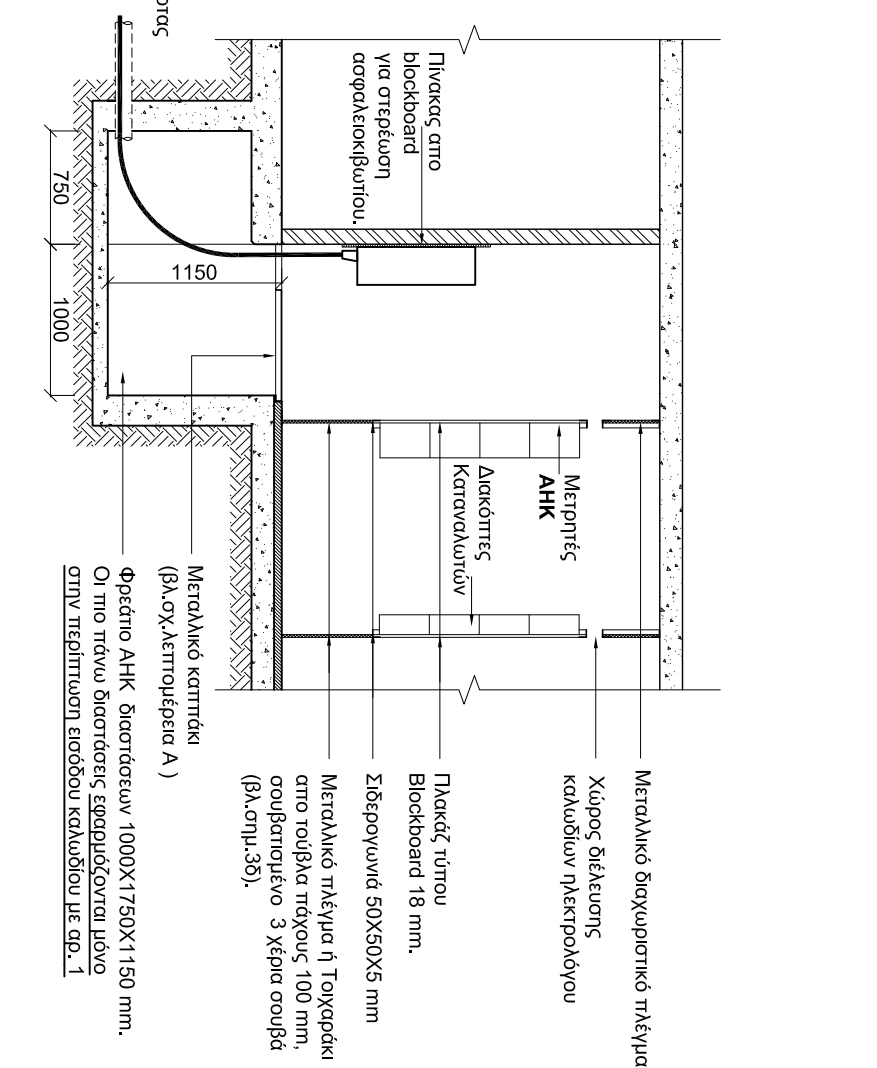 Πίνακας απο
blockboard
για στερέωση
ασφαλειοκιβωτίου.
Μετρητές
ΑΗΚ
Διακόπτες
Καταναλωτών
750
1000
1150
Μεταλλικό διαχωριστικό πλέγμα
Χώρος διέλευσης
καλωδίων ηλεκτρολόγου
Πλακάζ τύπου
Blockboard 18 mm.
Σιδερογωνιά 50X50X5 mm
Μεταλλικό πλέγμα ή Τοιχαράκι
απο τούβλα πάχους 100 mm,
σουβατισμένο 3 χέρια σουβά
(βλ.σημ.3δ).
Μεταλλικό καππάκι
(βλ.σχ.λεπτομέρεια Α )
Φρεάτιο ΑΗΚ διαστάσεων 1000X1750X1150 mm.
Οι πιο πάνω διαστάσεις εφαρμόζονται μόνο
στην περίπτωση εισόδου καλωδίου με αρ. 1